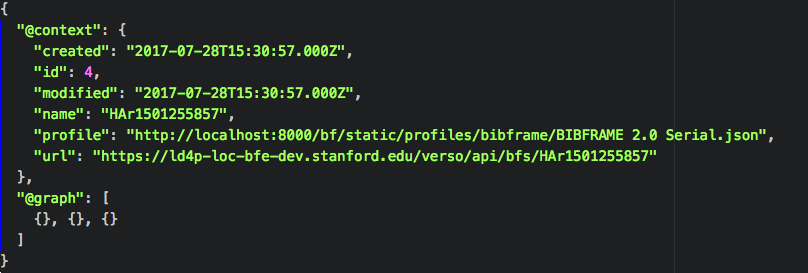 {
  "@context": {
    "created": "2017-07-28T15:30:57.000Z",
    "id": 4,
    "modified": "2017-07-28T15:30:57.000Z",
    "name": "HAr1501255857",
    "profile": "http://localhost:8000/bf/static/profiles/bibframe/BIBFRAME 2.0 Serial.json",
    "url": "https://ld4p-loc-bfe-dev.stanford.edu/verso/api/bfs/HAr1501255857"
  },
  "@graph": [
    {}, {}, {}
  ]
}